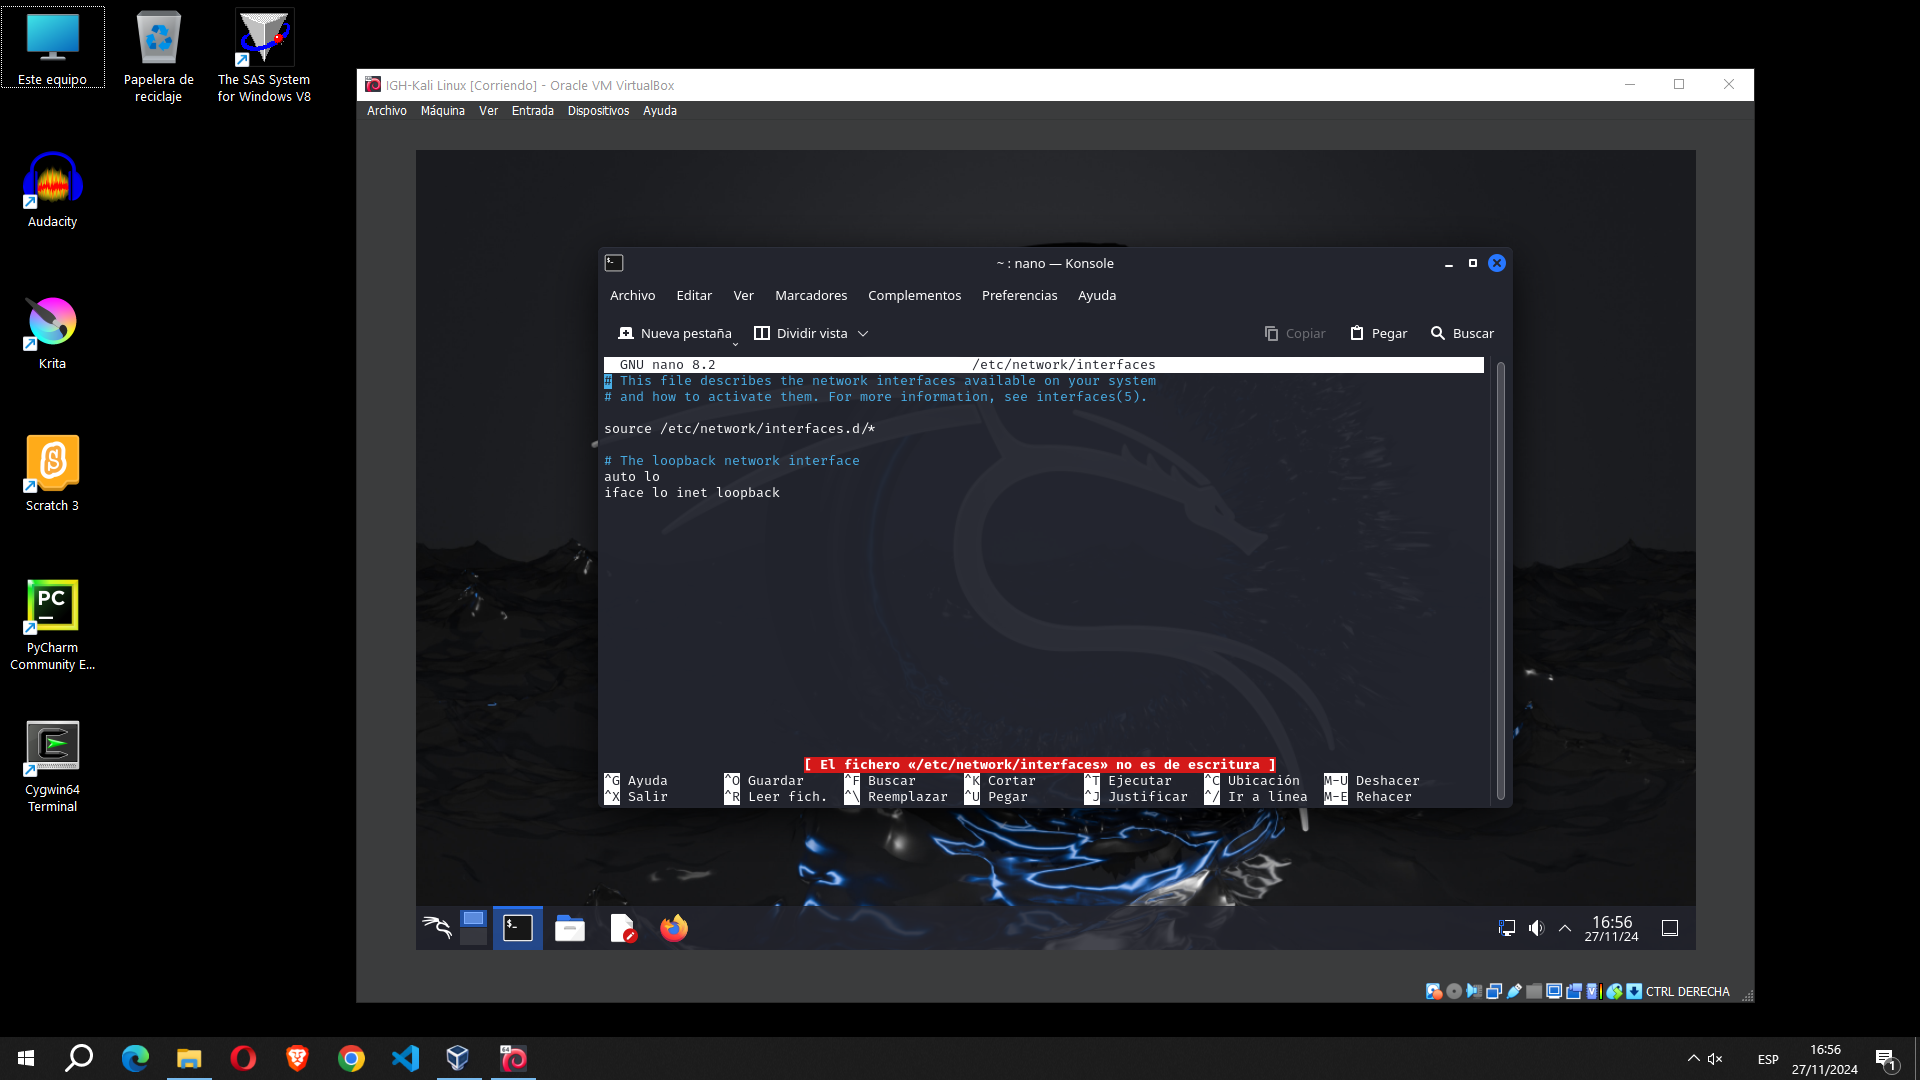 Este equipo
Papelera de
reciclaje
The SAS System
for Windows V8
Audacity
Krita
Scratch 3
PC
PyCharm
Community E...
Cygwin64
Terminal
IGH-Kali Linux [Corriendo] - Oracle VM VirtualBox
Archivo Máquina Ver Entrada Dispositivos Ayuda
~ : nano — Konsole
Archivo Editar Ver Marcadores Complementos Preferencias Ayuda
Nueva pestaña Dividir vista Copiar Pegar Buscar
GNU nano 8.2 /etc/network/interfaces
# This file describes the network interfaces available on your system
# and how to activate them. For more information, see interfaces(5).
source /etc/network/interfaces.d/*
# The loopback network interface
auto lo
iface lo inet loopback
[ El fichero «/etc/network/interfaces» no es de escritura ]
^G Ayuda ^O Guardar ^F Buscar ^K Cortar ^T Ejecutar ^C Ubicación M-U Deshacer
^X Salir ^R Leer fich. ^\ Reemplazar ^U Pegar ^J Justificar ^/ Ir a línea M-E Rehacer
16:56
27/11/24
CTRL DERECHA
ESP
16:56
27/11/2024
1